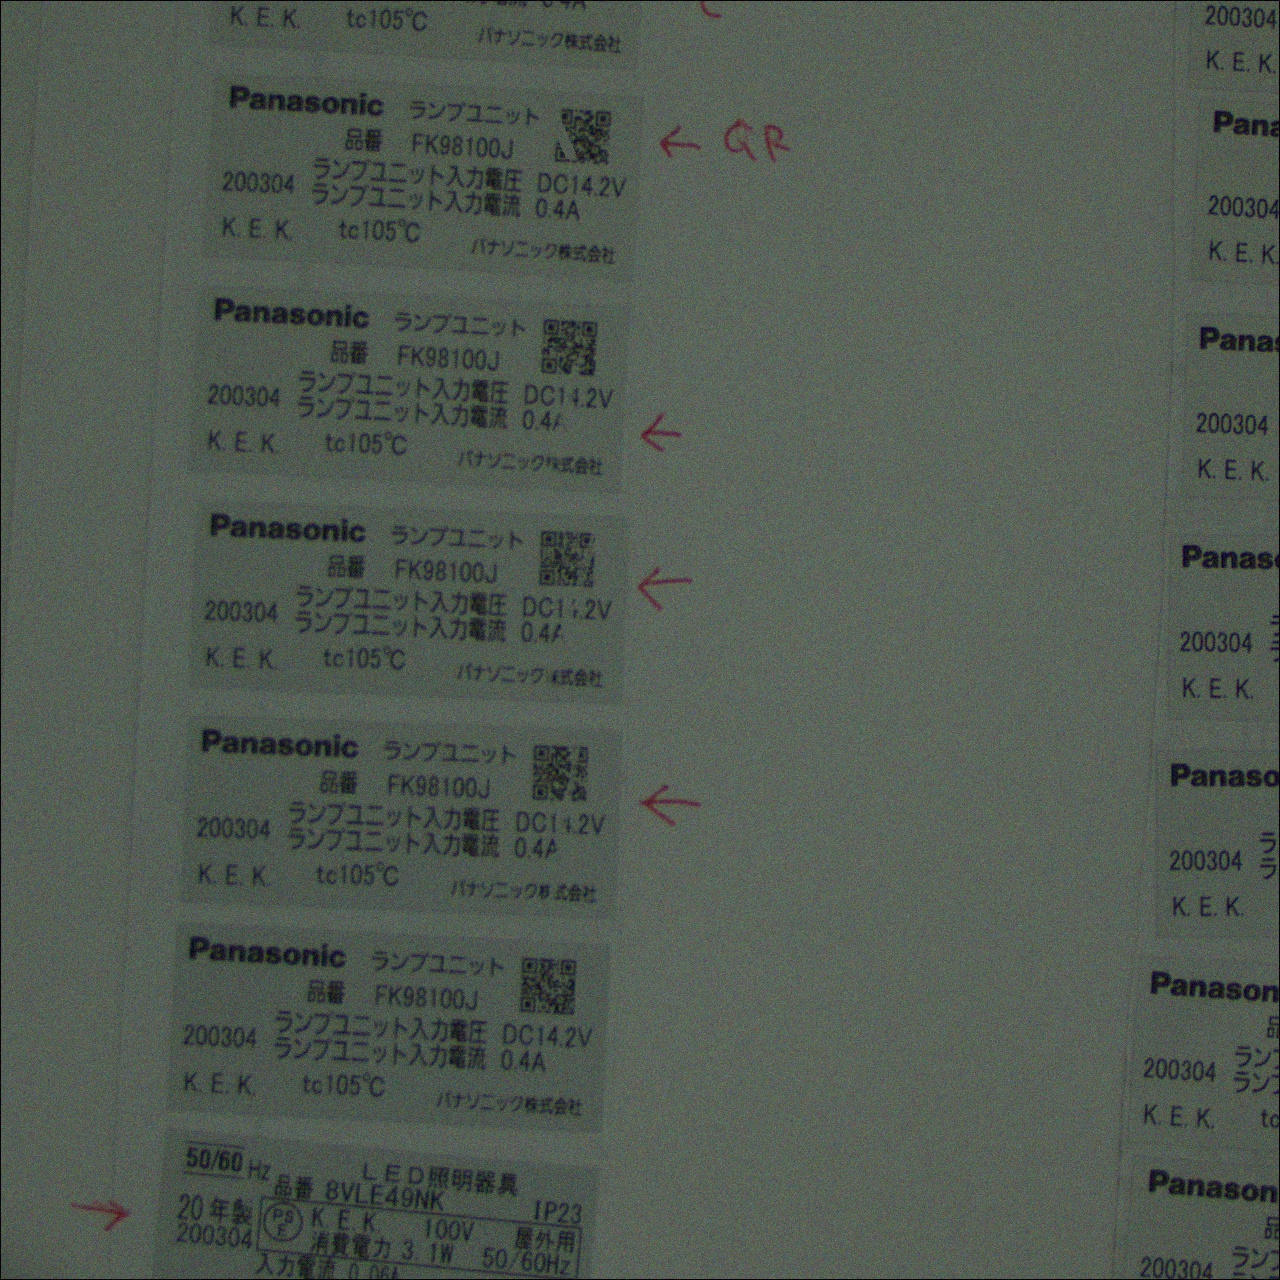 K. E. K. tc105℃ パナソニック株式会社
Panasonic ランプユニット
品番 FK98100J
← QR
ランプユニット入力電圧 DC14.2V
200304 ランプユニット入力電流 0.4A
K. E. K. tc105℃ パナソニック株式会社
Panasonic ランプユニット
品番 FK98100J
ランプユニット入力電圧 DC14.2V
200304 ランプユニット入力電流 0.4A
←
K. E. K. tc105℃ パナソニック株式会社
Panasonic ランプユニット
品番 FK98100J
←
ランプユニット入力電圧 DC14.2V
200304 ランプユニット入力電流 0.4A
K. E. K. tc105℃ パナソニック株式会社
Panasonic ランプユニット
品番 FK98100J
←
ランプユニット入力電圧 DC14.2V
200304 ランプユニット入力電流 0.4A
K. E. K. tc105℃ パナソニック株式会社
Panasonic ランプユニット
品番 FK98100J
ランプユニット入力電圧 DC14.2V
200304 ランプユニット入力電流 0.4A
K. E. K. tc105℃ パナソニック株式会社
50/60 Hz LED照明器具
品番 8VLE49NK IP23
→ 20年製 PSE K. E. K. 100V 屋外用
200304 消費電力 3.1W 50/60Hz
入力電流 0.06A
200304
K. E. K.
Pana
200304
K. E. K.
Panas
200304
K. E. K.
Panaso
200304
K. E. K.
Panaso
ラ
200304 ラ
K. E. K.
Panason
品
ラン
200304 ラン
K. E. K. tc
Panason
品
ラン
200304 ラン